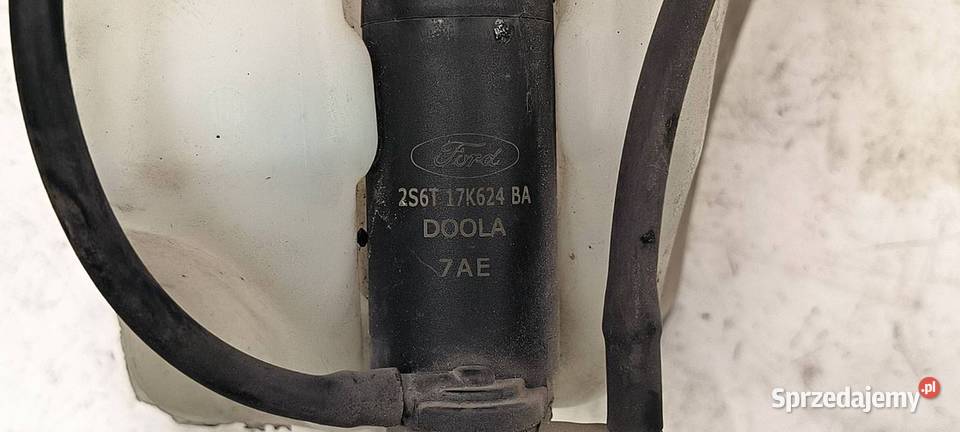 Ford
2S6T 17K624 BA
DOOLA
7AE
Sprzedajemy.pl